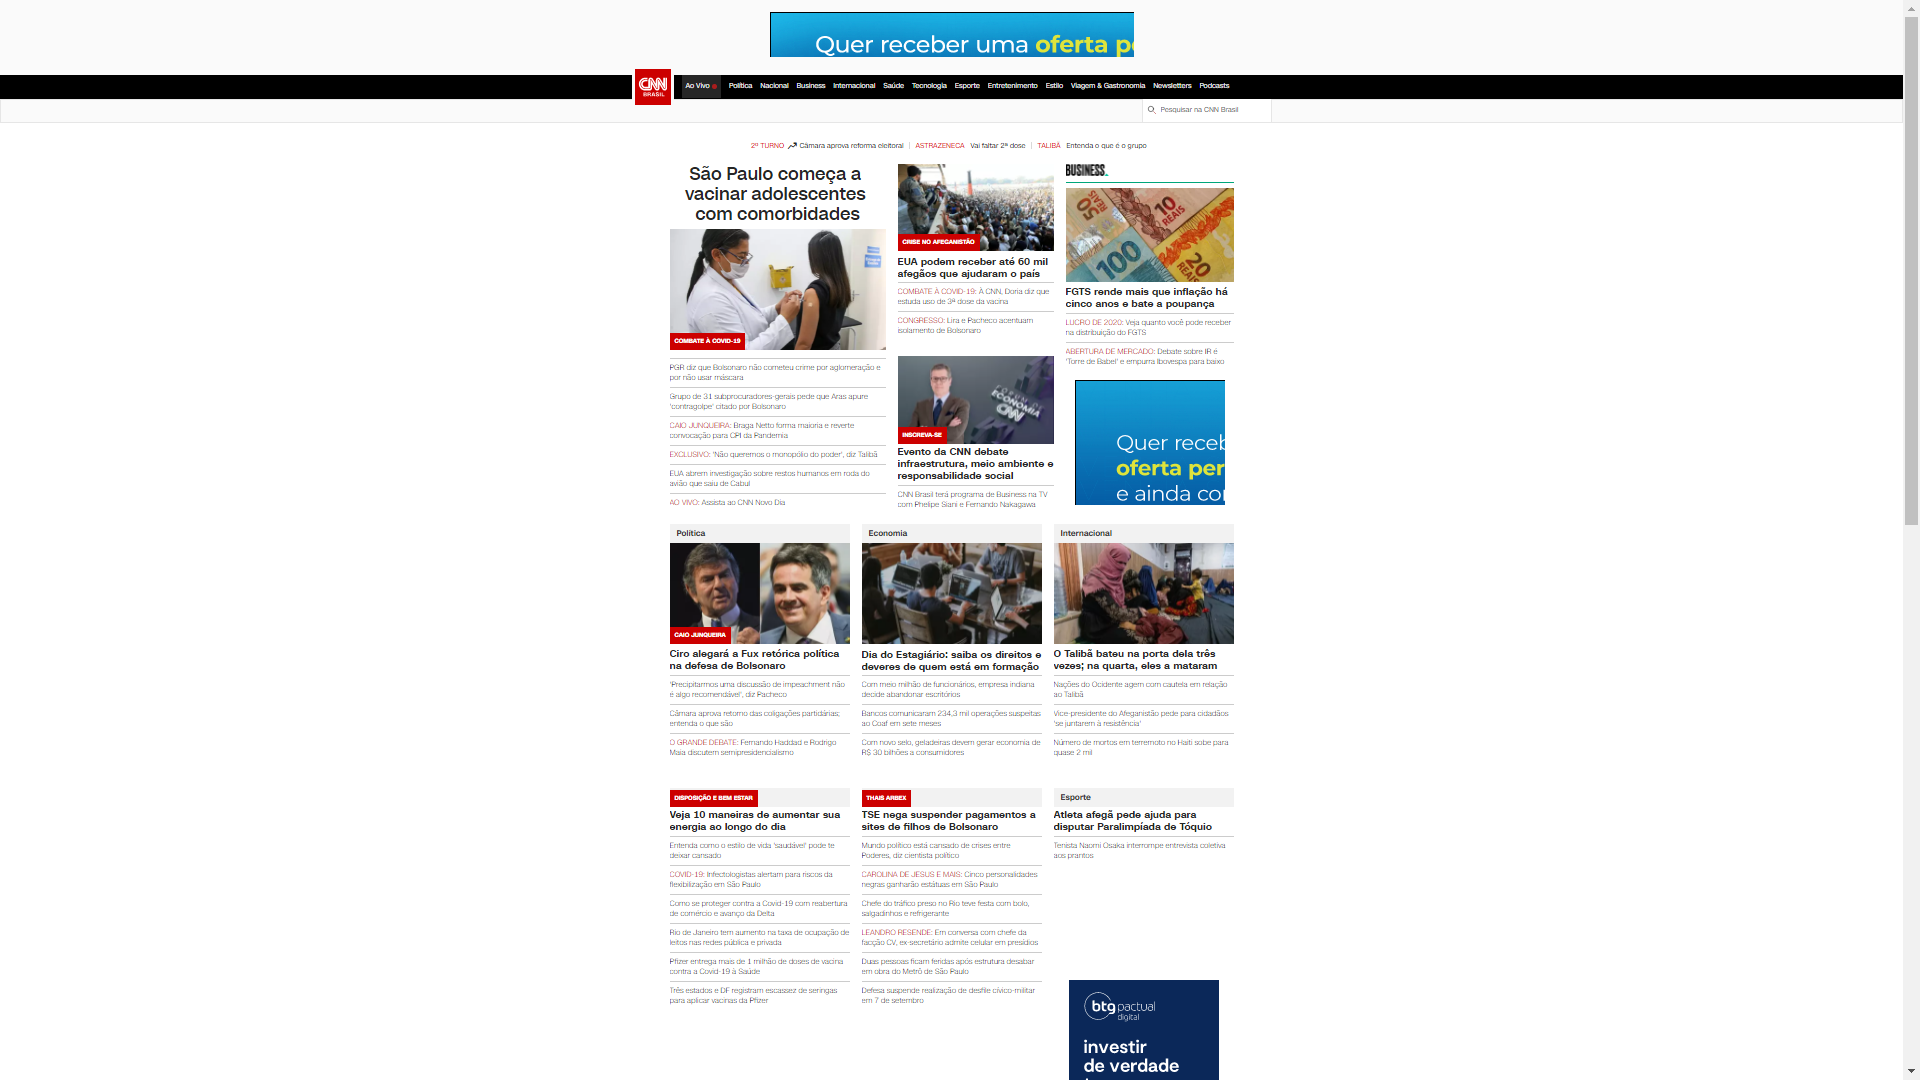 Quer receber uma oferta pe
CNN
BRASIL
Ao Vivo
Política
Nacional
Business
Internacional
Saúde
Tecnologia
Esporte
Entretenimento
Estilo
Viagem & Gastronomia
Newsletters
Podcasts
Pesquisar na CNN Brasil
2º TURNO Câmara aprova reforma eleitoral | ASTRAZENECA Vai faltar 2ª dose | TALIBÃ Entenda o que é o grupo
São Paulo começa a
vacinar adolescentes
com comorbidades
COMBATE À COVID-19
PGR diz que Bolsonaro não cometeu crime por aglomeração e
por não usar máscara
Grupo de 31 subprocuradores-gerais pede que Aras apure
'contragolpe' citado por Bolsonaro
CAIO JUNQUEIRA: Braga Netto forma maioria e reverte
convocação para CPI da Pandemia
EXCLUSIVO: 'Não queremos o monopólio do poder', diz Talibã
EUA abrem investigação sobre restos humanos em roda do
avião que saiu de Cabul
AO VIVO: Assista ao CNN Novo Dia
CRISE NO AFEGANISTÃO
EUA podem receber até 60 mil
afegãos que ajudaram o país
COMBATE À COVID-19: À CNN, Doria diz que
estuda uso de 3ª dose da vacina
CONGRESSO: Lira e Pacheco acentuam
isolamento de Bolsonaro
ECONOMIA
CNN
INSCREVA-SE
Evento da CNN debate
infraestrutura, meio ambiente e
responsabilidade social
CNN Brasil terá programa de Business na TV
com Phelipe Siani e Fernando Nakagawa
BUSINESS_
50
REAIS
10
REAIS
100
REAIS
20
REAIS
FGTS rende mais que inflação há
cinco anos e bate a poupança
LUCRO DE 2020: Veja quanto você pode receber
na distribuição do FGTS
ABERTURA DE MERCADO: Debate sobre IR é
'Torre de Babel' e empurra Ibovespa para baixo
Quer receb
oferta per
e ainda con
Política
CAIO JUNQUEIRA
Ciro alegará a Fux retórica política
na defesa de Bolsonaro
'Precipitarmos uma discussão de impeachment não
é algo recomendável', diz Pacheco
Câmara aprova retorno das coligações partidárias;
entenda o que são
O GRANDE DEBATE: Fernando Haddad e Rodrigo
Maia discutem semipresidencialismo
Economia
Dia do Estagiário: saiba os direitos e
deveres de quem está em formação
Com meio milhão de funcionários, empresa indiana
decide abandonar escritórios
Bancos comunicaram 234,3 mil operações suspeitas
ao Coaf em sete meses
Com novo selo, geladeiras devem gerar economia de
R$ 30 bilhões a consumidores
Internacional
O Talibã bateu na porta dela três
vezes; na quarta, eles a mataram
Nações do Ocidente agem com cautela em relação
ao Talibã
Vice-presidente do Afeganistão pede para cidadãos
'se juntarem à resistência'
Número de mortos em terremoto no Haiti sobe para
quase 2 mil
DISPOSIÇÃO E BEM ESTAR
Veja 10 maneiras de aumentar sua
energia ao longo do dia
Entenda como o estilo de vida 'saudável' pode te
deixar cansado
COVID-19: Infectologistas alertam para riscos da
flexibilização em São Paulo
Como se proteger contra a Covid-19 com reabertura
de comércio e avanço da Delta
Rio de Janeiro tem aumento na taxa de ocupação de
leitos nas redes pública e privada
Pfizer entrega mais de 1 milhão de doses de vacina
contra a Covid-19 à Saúde
Três estados e DF registram escassez de seringas
para aplicar vacinas da Pfizer
THAIS ARBEX
TSE nega suspender pagamentos a
sites de filhos de Bolsonaro
Mundo político está cansado de crises entre
Poderes, diz cientista político
CAROLINA DE JESUS E MAIS: Cinco personalidades
negras ganharão estátuas em São Paulo
Chefe do tráfico preso no Rio teve festa com bolo,
salgadinhos e refrigerante
LEANDRO RESENDE: Em conversa com chefe da
facção CV, ex-secretário admite celular em presídios
Duas pessoas ficam feridas após estrutura desabar
em obra do Metrô de São Paulo
Defesa suspende realização de desfile cívico-militar
em 7 de setembro
Esporte
Atleta afegã pede ajuda para
disputar Paralimpíada de Tóquio
Tenista Naomi Osaka interrompe entrevista coletiva
aos prantos
btg pactual
digital
investir
de verdade